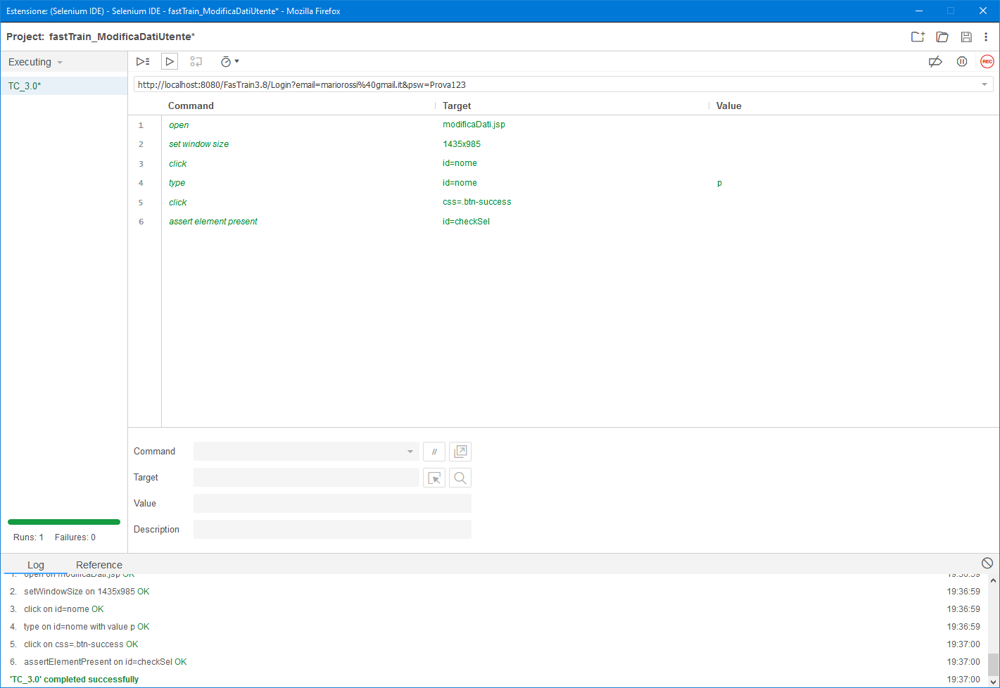 Estensione: (Selenium IDE) - Selenium IDE - fastTrain_ModificaDatiUtente* - Mozilla Firefox
Project: fastTrain_ModificaDatiUtente*
Executing
REC
TC_3.0*
http://localhost:8080/FasTrain3.8/Login?email=mariorossi%40gmail.it&psw=Prova123
Command Target Value
1 open modificaDati.jsp
2 set window size 1435x985
3 click id=nome
4 type id=nome p
5 click css=.btn-success
6 assert element present id=checkSel
Command //
Target
Value
Description
Runs: 1 Failures: 0
Log Reference
1. open on modificaDati.jsp OK 19:36:59
2. setWindowSize on 1435x985 OK 19:36:59
3. click on id=nome OK 19:36:59
4. type on id=nome with value p OK 19:36:59
5. click on css=.btn-success OK 19:37:00
6. assertElementPresent on id=checkSel OK 19:37:00
'TC_3.0' completed successfully 19:37:00